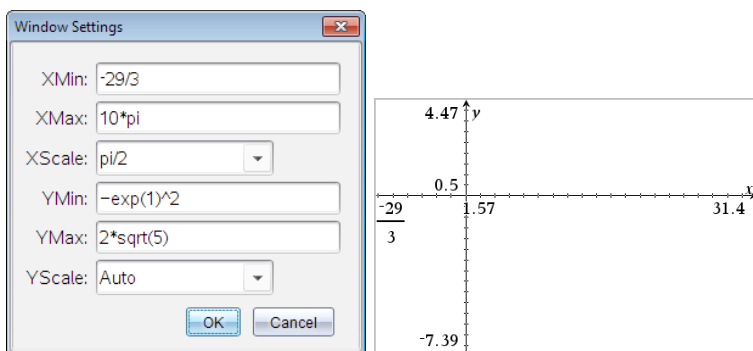 Window Settings
XMin: -29/3
XMax: 10*pi
XScale: pi/2
YMin: −exp(1)^2
YMax: 2*sqrt(5)
YScale: Auto
OK Cancel
4.47 y
0.5 x
-29
3
1.57 31.4
-7.39